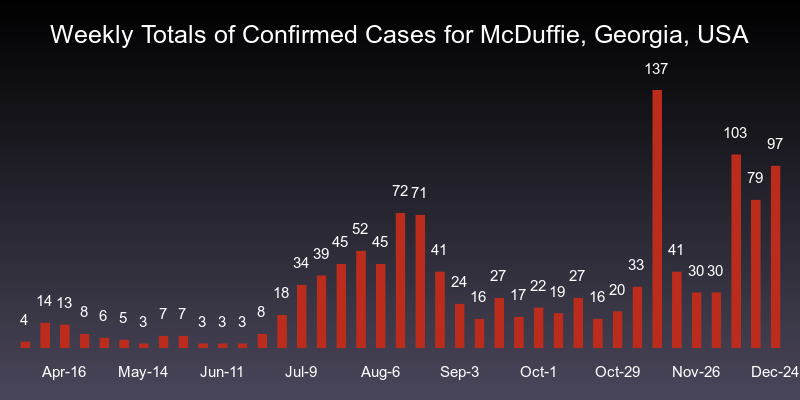 Weekly Totals of Confirmed Cases for McDuffie, Georgia, USA
4 14 13 8 6 5 3 7 7 3 3 3 8 18 34 39 45 52 45 72 71 41 24 16 27 17 22 19 27 16 20 33 137 41 30 30 103 79 97
Apr-16 May-14 Jun-11 Jul-9 Aug-6 Sep-3 Oct-1 Oct-29 Nov-26 Dec-24